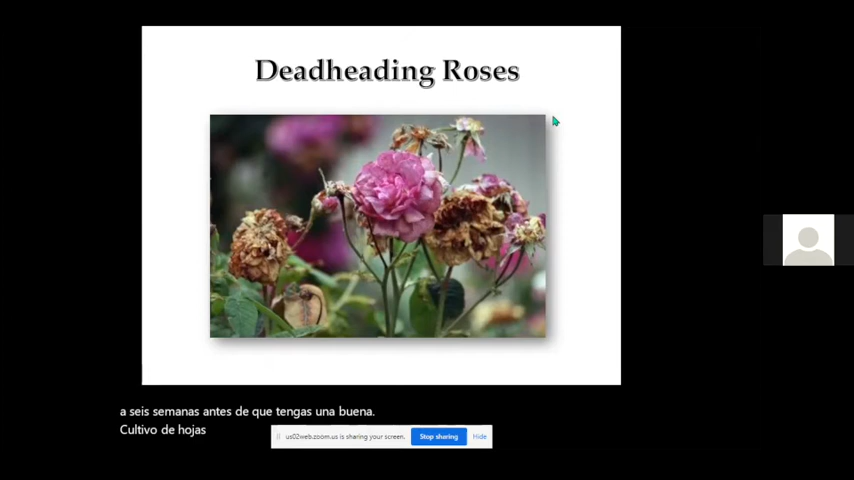 Deadheading Roses
a seis semanas antes de que tengas una buena.
Cultivo de hojas
us02web.zoom.us is sharing your screen. Stop sharing Hide